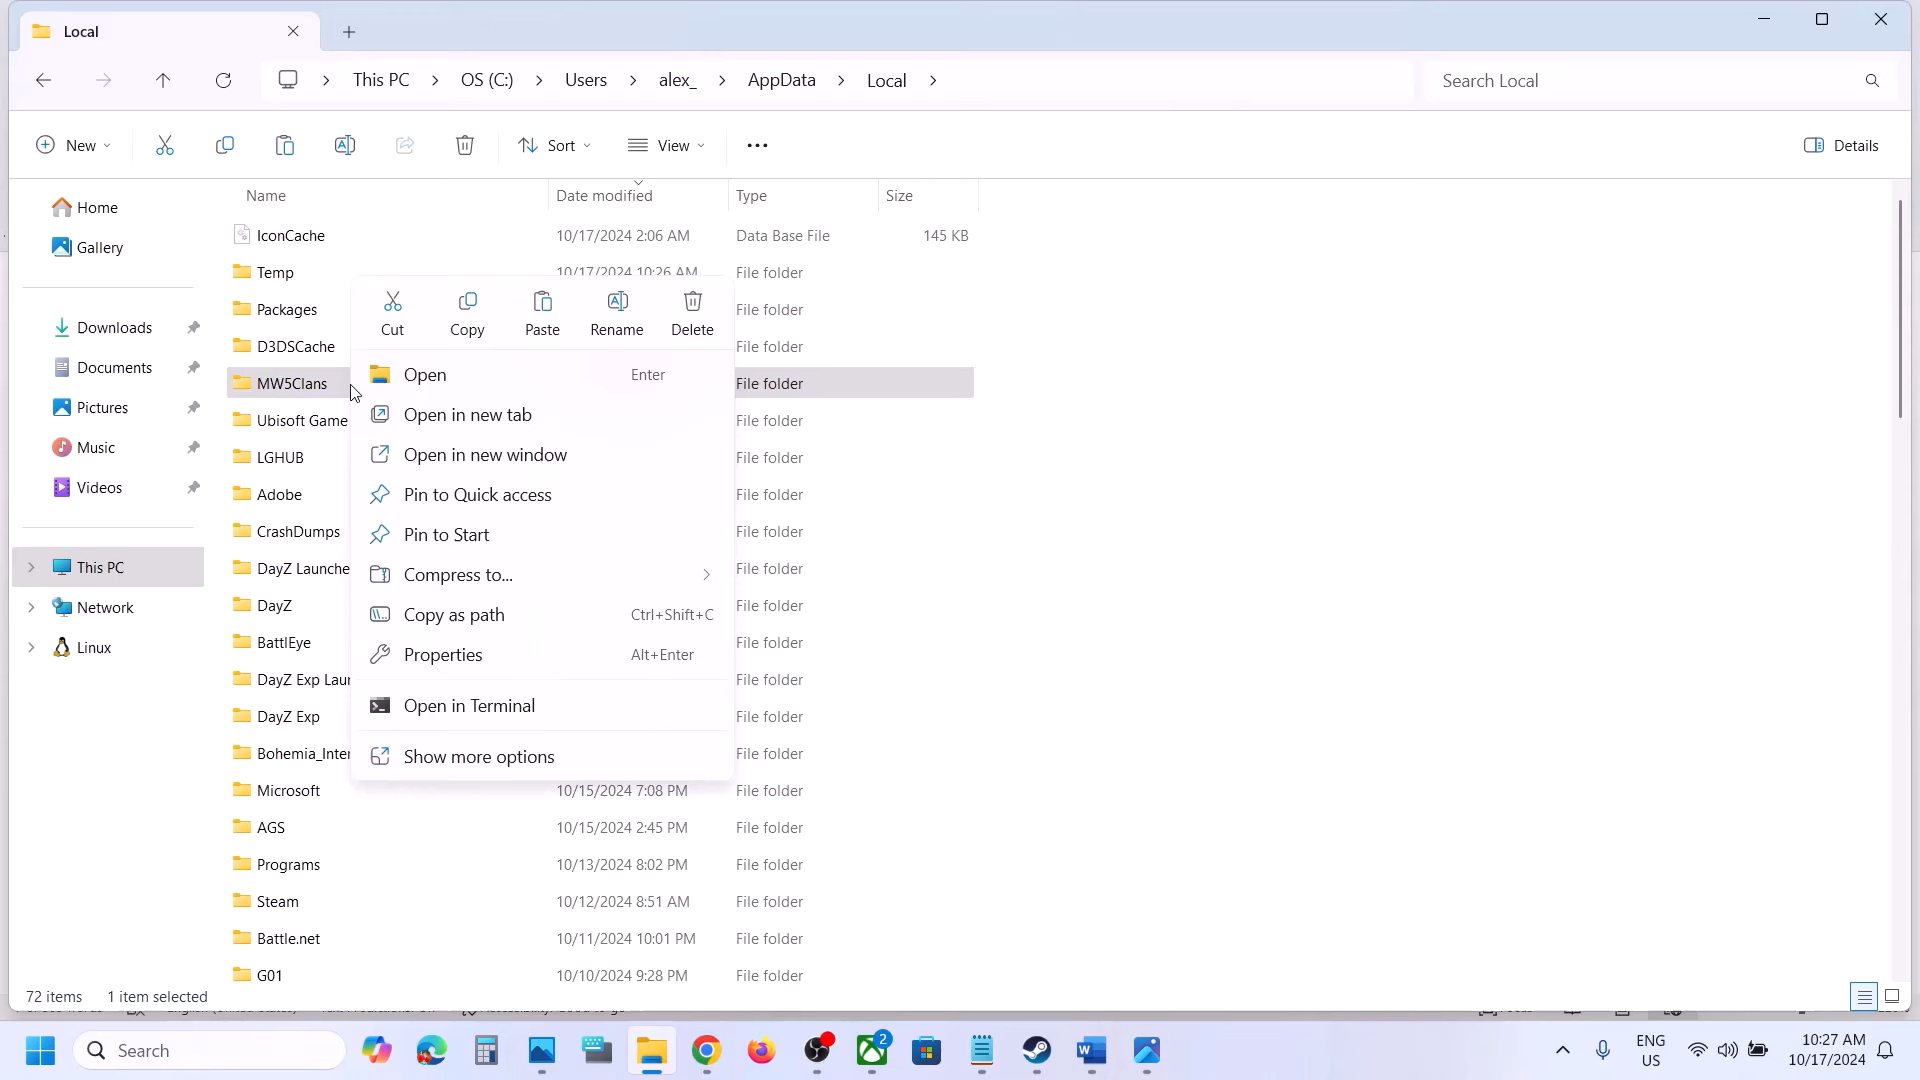 Local
This PC
OS (C:)
Users
alex_
AppData
Local
Search Local
New
Sort
View
Details
Name
Date modified
Type
Size
Home
Gallery
Downloads
Documents
Pictures
Music
Videos
This PC
Network
Linux
IconCache 10/17/2024 2:06 AM Data Base File 145 KB
Temp 10/17/2024 10:26 AM File folder
Packages File folder
D3DSCache File folder
MW5Clans File folder
Ubisoft Game File folder
LGHUB File folder
Adobe File folder
CrashDumps File folder
DayZ Launche File folder
DayZ File folder
BattlEye File folder
DayZ Exp Lau File folder
DayZ Exp File folder
Bohemia_Inter File folder
Microsoft 10/15/2024 7:08 PM File folder
AGS 10/15/2024 2:45 PM File folder
Programs 10/13/2024 8:02 PM File folder
Steam 10/12/2024 8:51 AM File folder
Battle.net 10/11/2024 10:01 PM File folder
G01 10/10/2024 9:28 PM File folder
Cut
Copy
Paste
Rename
Delete
Open Enter
Open in new tab
Open in new window
Pin to Quick access
Pin to Start
Compress to...
Copy as path Ctrl+Shift+C
Properties Alt+Enter
Open in Terminal
Show more options
72 items
1 item selected
Search
2
ENG
US
10:27 AM
10/17/2024